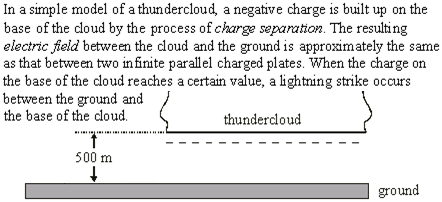 In a simple model of a thundercloud, a negative charge is built up on
the base of the cloud by the process of charge separation. The resulting
electric field between the cloud and the ground is approximately the same
as that between two infinite parallel charged plates. When the charge on
the base of the cloud reaches a certain value, a lightning strike occurs
between the ground and
the base of the cloud.
thundercloud
500 m
ground